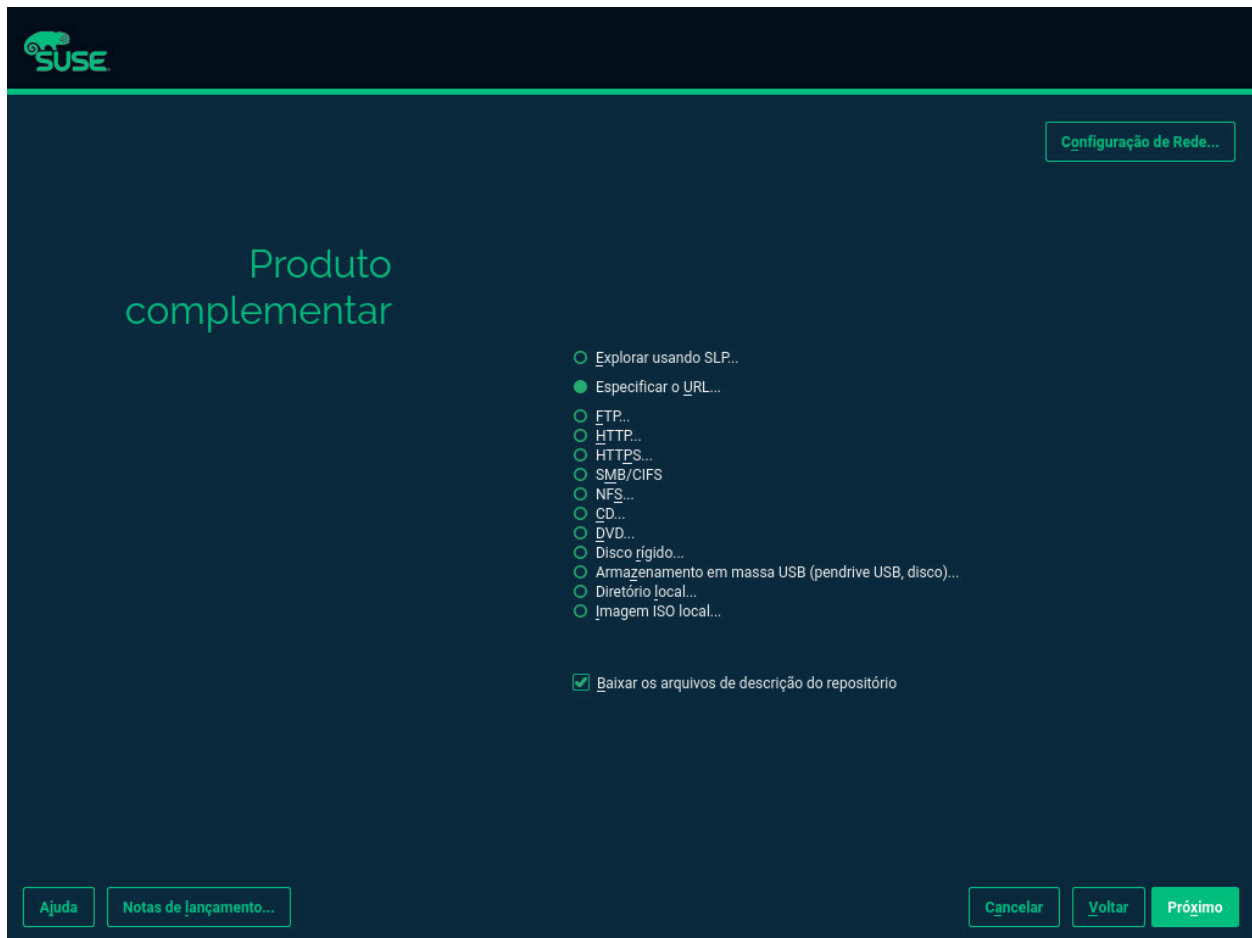 SUSE.
Configuração de Rede...
Produto
complementar
Explorar usando SLP...
Especificar o URL...
FTP...
HTTP...
HTTPS...
SMB/CIFS
NFS...
CD...
DVD...
Disco rígido...
Armazenamento em massa USB (pendrive USB, disco)...
Diretório local...
Imagem ISO local...
Baixar os arquivos de descrição do repositório
Ajuda
Notas de lançamento...
Cancelar
Voltar
Próximo